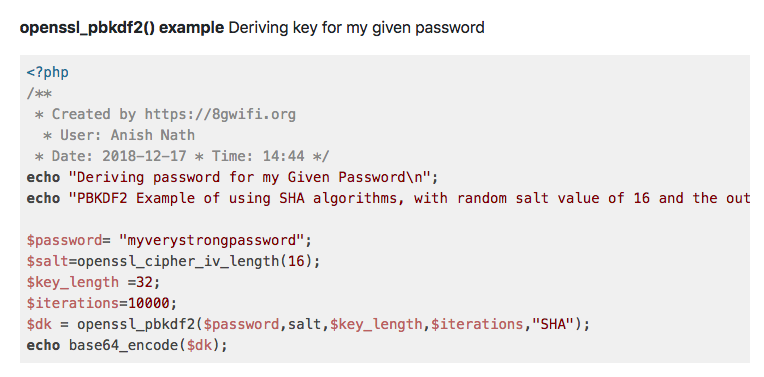 openssl_pbkdf2() example Deriving key for my given password
<?php
/**
 * Created by https://8gwifi.org
  * User: Anish Nath
 * Date: 2018-12-17 * Time: 14:44 */
echo "Deriving password for my Given Password\n";
echo "PBKDF2 Example of using SHA algorithms, with random salt value of 16 and the out
$password= "myverystrongpassword";
$salt=openssl_cipher_iv_length(16);
$key_length =32;
$iterations=10000;
$dk = openssl_pbkdf2($password,salt,$key_length,$iterations,"SHA");
echo base64_encode($dk);